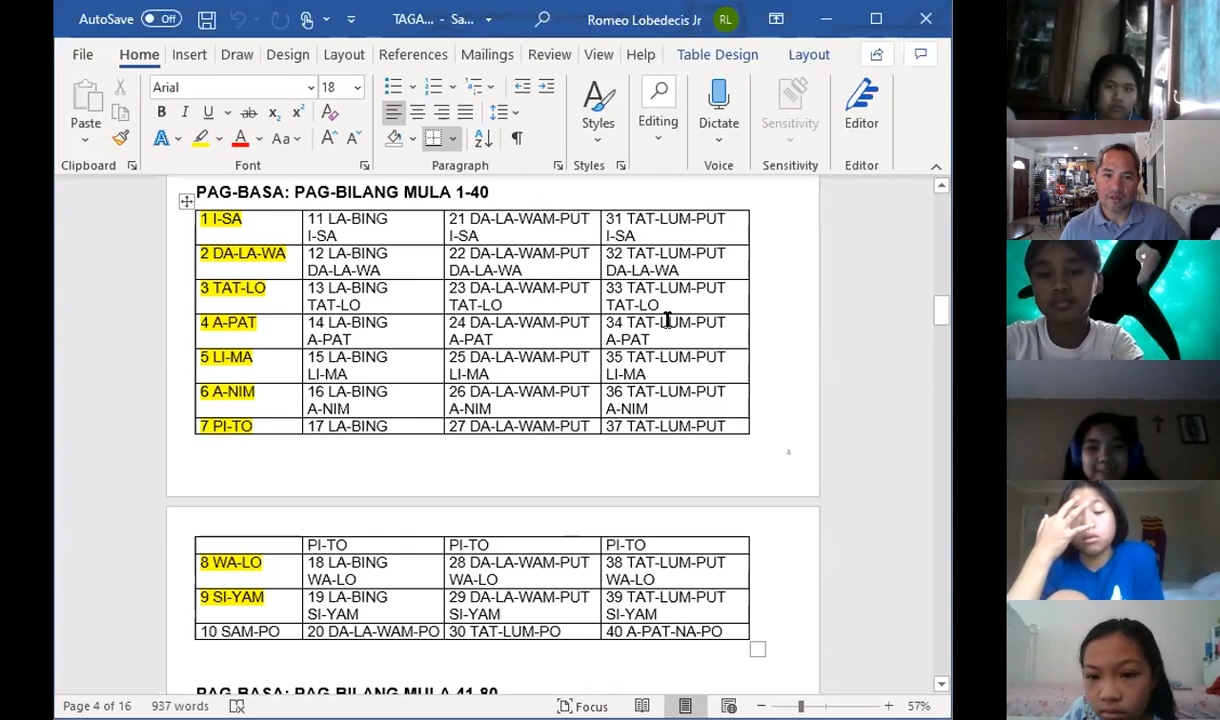 AutoSave Off TAGA... - Sa... Romeo Lobedecis Jr RL
File Home Insert Draw Design Layout References Mailings Review View Help Table Design Layout
Arial 18
Paste Styles Editing Dictate Sensitivity Editor
Clipboard Font Paragraph Styles Voice Sensitivity Editor
PAG-BASA: PAG-BILANG MULA 1-40
1 I-SA 11 LA-BING 21 DA-LA-WAM-PUT 31 TAT-LUM-PUT
I-SA I-SA I-SA
2 DA-LA-WA 12 LA-BING 22 DA-LA-WAM-PUT 32 TAT-LUM-PUT
DA-LA-WA DA-LA-WA DA-LA-WA
3 TAT-LO 13 LA-BING 23 DA-LA-WAM-PUT 33 TAT-LUM-PUT
TAT-LO TAT-LO TAT-LO
4 A-PAT 14 LA-BING 24 DA-LA-WAM-PUT 34 TAT-LUM-PUT
A-PAT A-PAT A-PAT
5 LI-MA 15 LA-BING 25 DA-LA-WAM-PUT 35 TAT-LUM-PUT
LI-MA LI-MA LI-MA
6 A-NIM 16 LA-BING 26 DA-LA-WAM-PUT 36 TAT-LUM-PUT
A-NIM A-NIM A-NIM
7 PI-TO 17 LA-BING 27 DA-LA-WAM-PUT 37 TAT-LUM-PUT
4
PI-TO PI-TO PI-TO
8 WA-LO 18 LA-BING 28 DA-LA-WAM-PUT 38 TAT-LUM-PUT
WA-LO WA-LO WA-LO
9 SI-YAM 19 LA-BING 29 DA-LA-WAM-PUT 39 TAT-LUM-PUT
SI-YAM SI-YAM SI-YAM
10 SAM-PO 20 DA-LA-WAM-PO 30 TAT-LUM-PO 40 A-PAT-NA-PO
PAG-BASA: PAG-BILANG MULA 41-80
Page 4 of 16 937 words Focus 57%